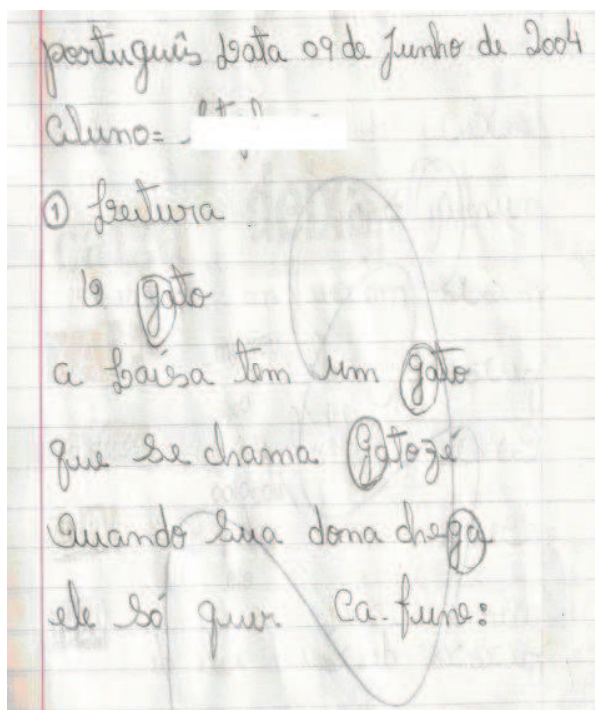 português Data 09 de Junho de 2004
Aluno=
① Leitura
O gato
a Laisa tem um gato
que se chama Gatozé
Quando sua dona chega
ele só quer. Ca-fune: